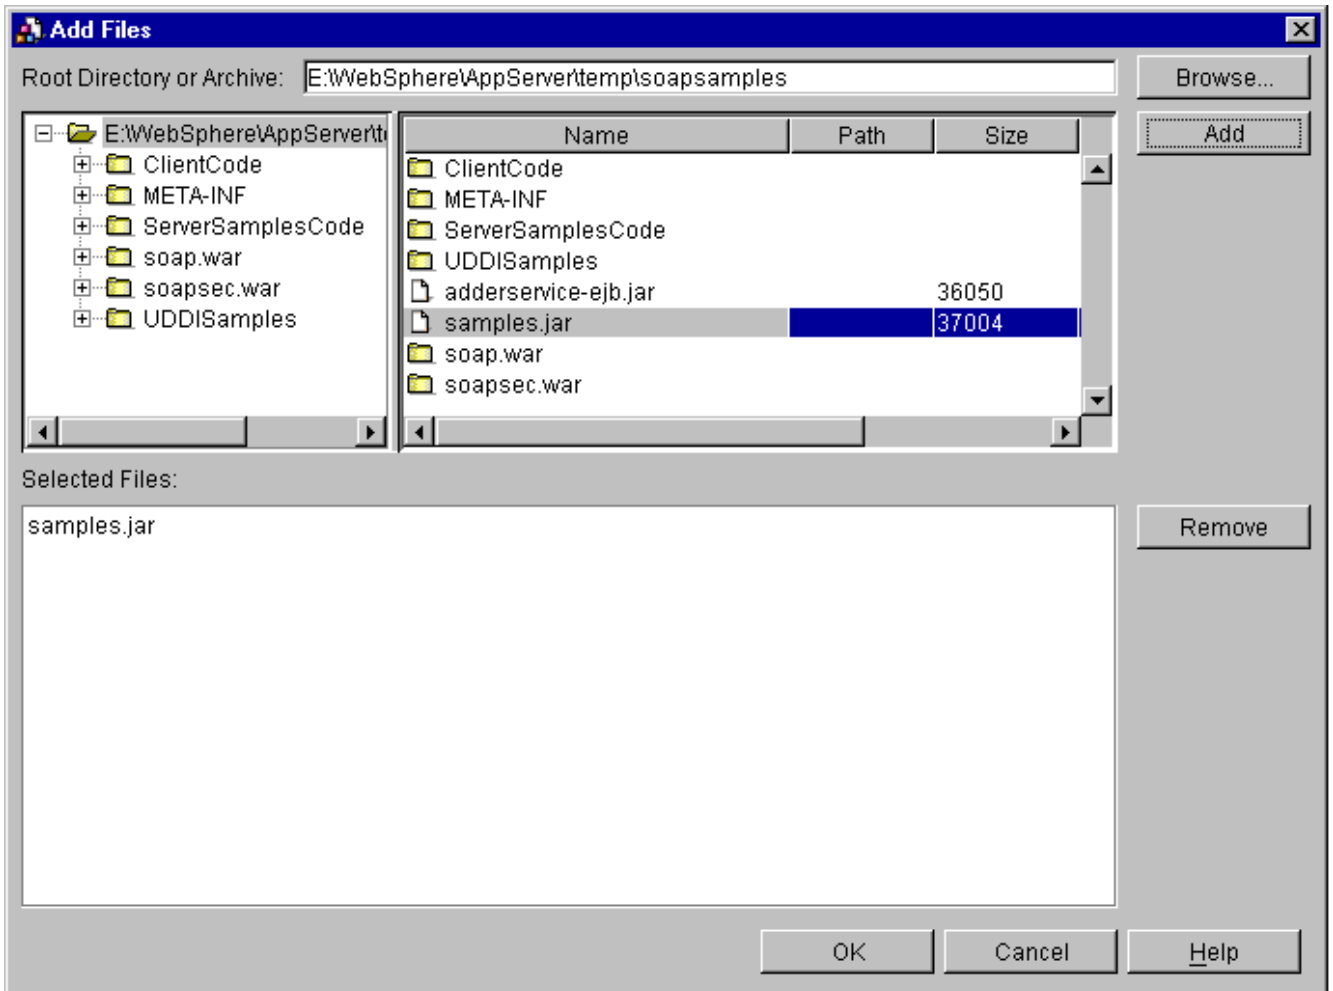 Add Files
Root Directory or Archive: E:\WebSphere\AppServer\temp\soapsamples Browse...
E:\WebSphere\AppServer\t
ClientCode
META-INF
ServerSamplesCode
soap.war
soapsec.war
UDDISamples
Name Path Size
ClientCode
META-INF
ServerSamplesCode
UDDISamples
adderservice-ejb.jar 36050
samples.jar 37004
soap.war
soapsec.war
Add
Selected Files:
samples.jar
Remove
OK Cancel Help